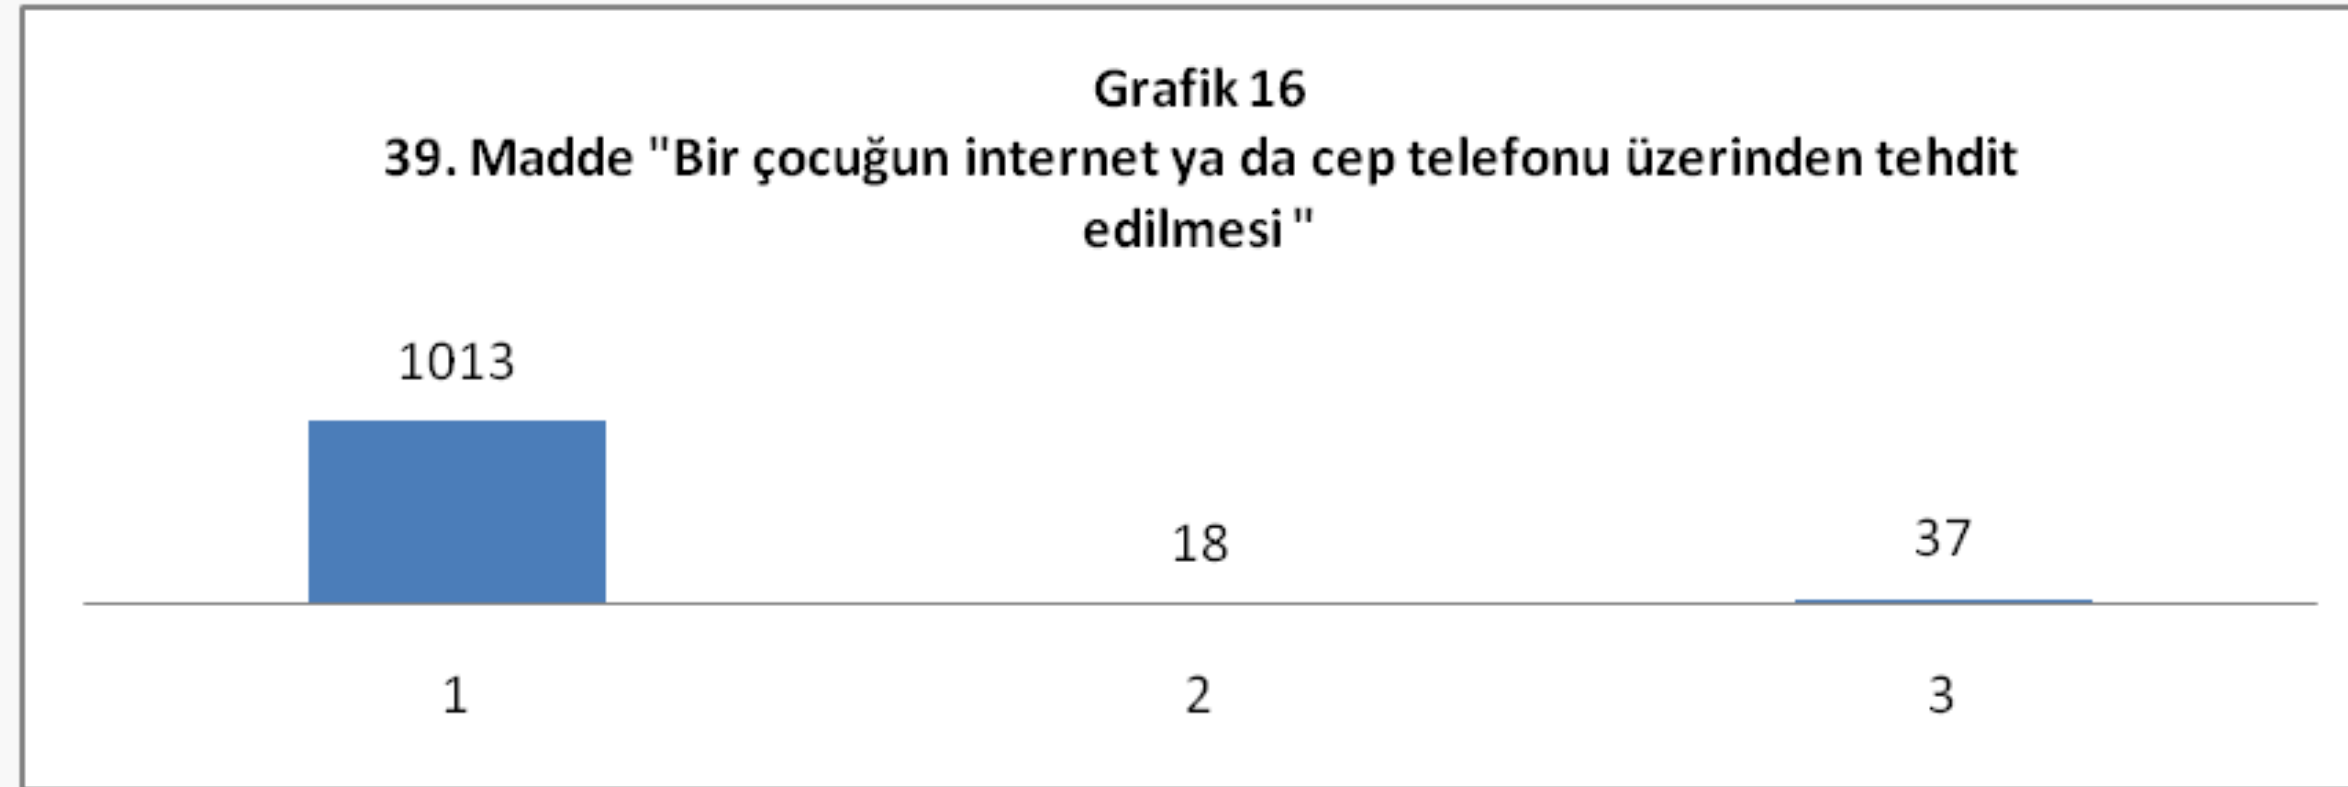 Grafik 16
39. Madde "Bir çocuğun internet ya da cep telefonu üzerinden tehdit
edilmesi "
1013
18
37
1 2 3